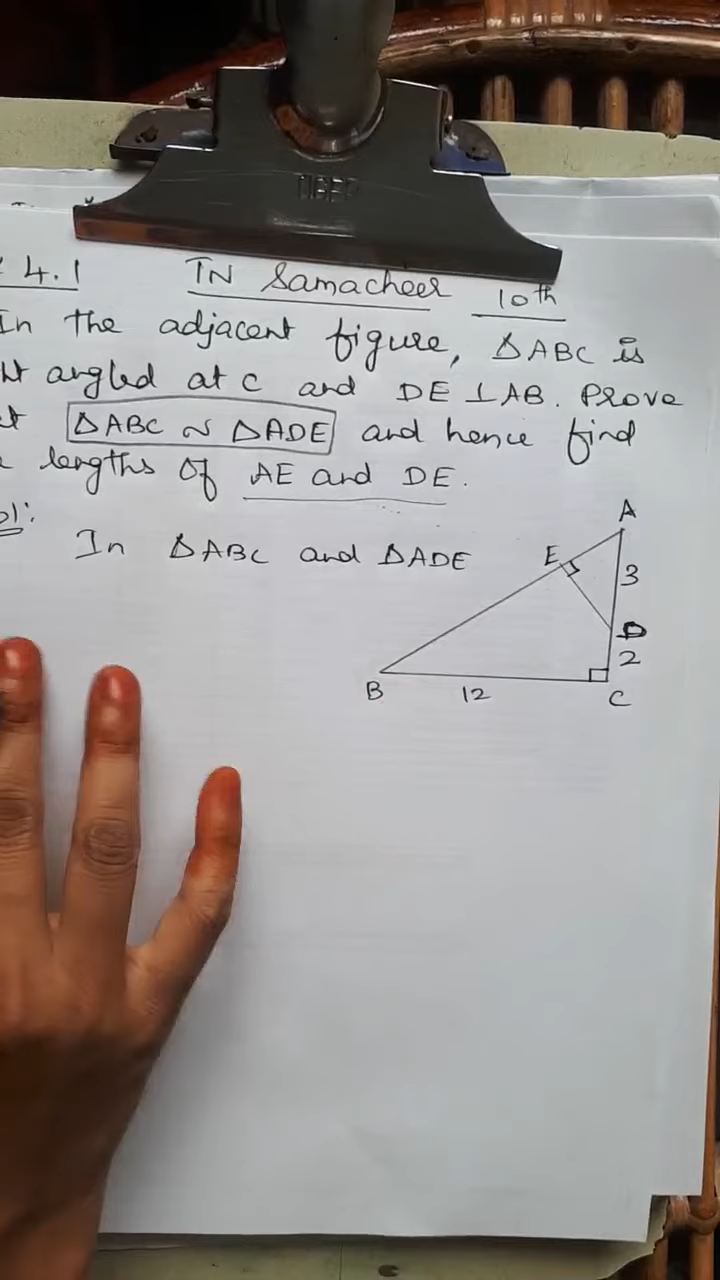 4.1 TN Samacheer 10th
In the adjacent figure, ΔABC is
angled at C and DE ⊥ AB. Prove
ΔABC ~ ΔADE and hence find
lengths of AE and DE.
In ΔABC and ΔADE
A
E
3
D
2
B 12 C